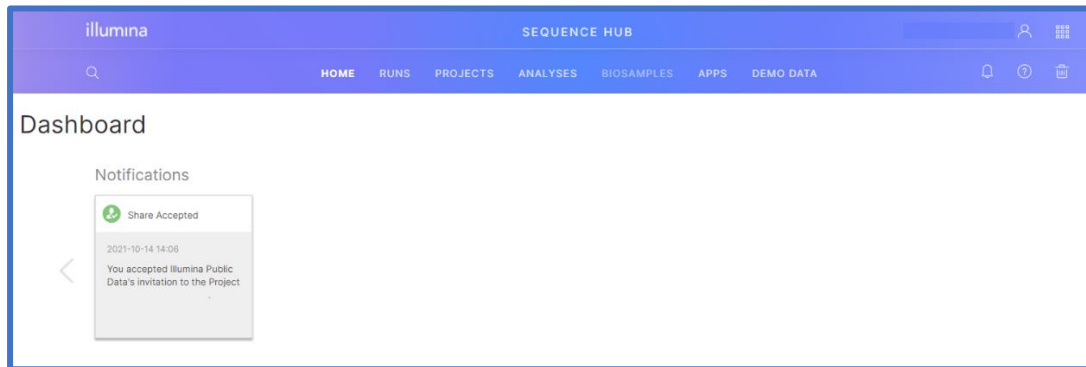 illumına
SEQUENCE HUB
HOME RUNS PROJECTS ANALYSES BIOSAMPLES APPS DEMO DATA
Dashboard
Notifications
Share Accepted
2021-10-14 14:06
You accepted Illumina Public
Data's invitation to the Project